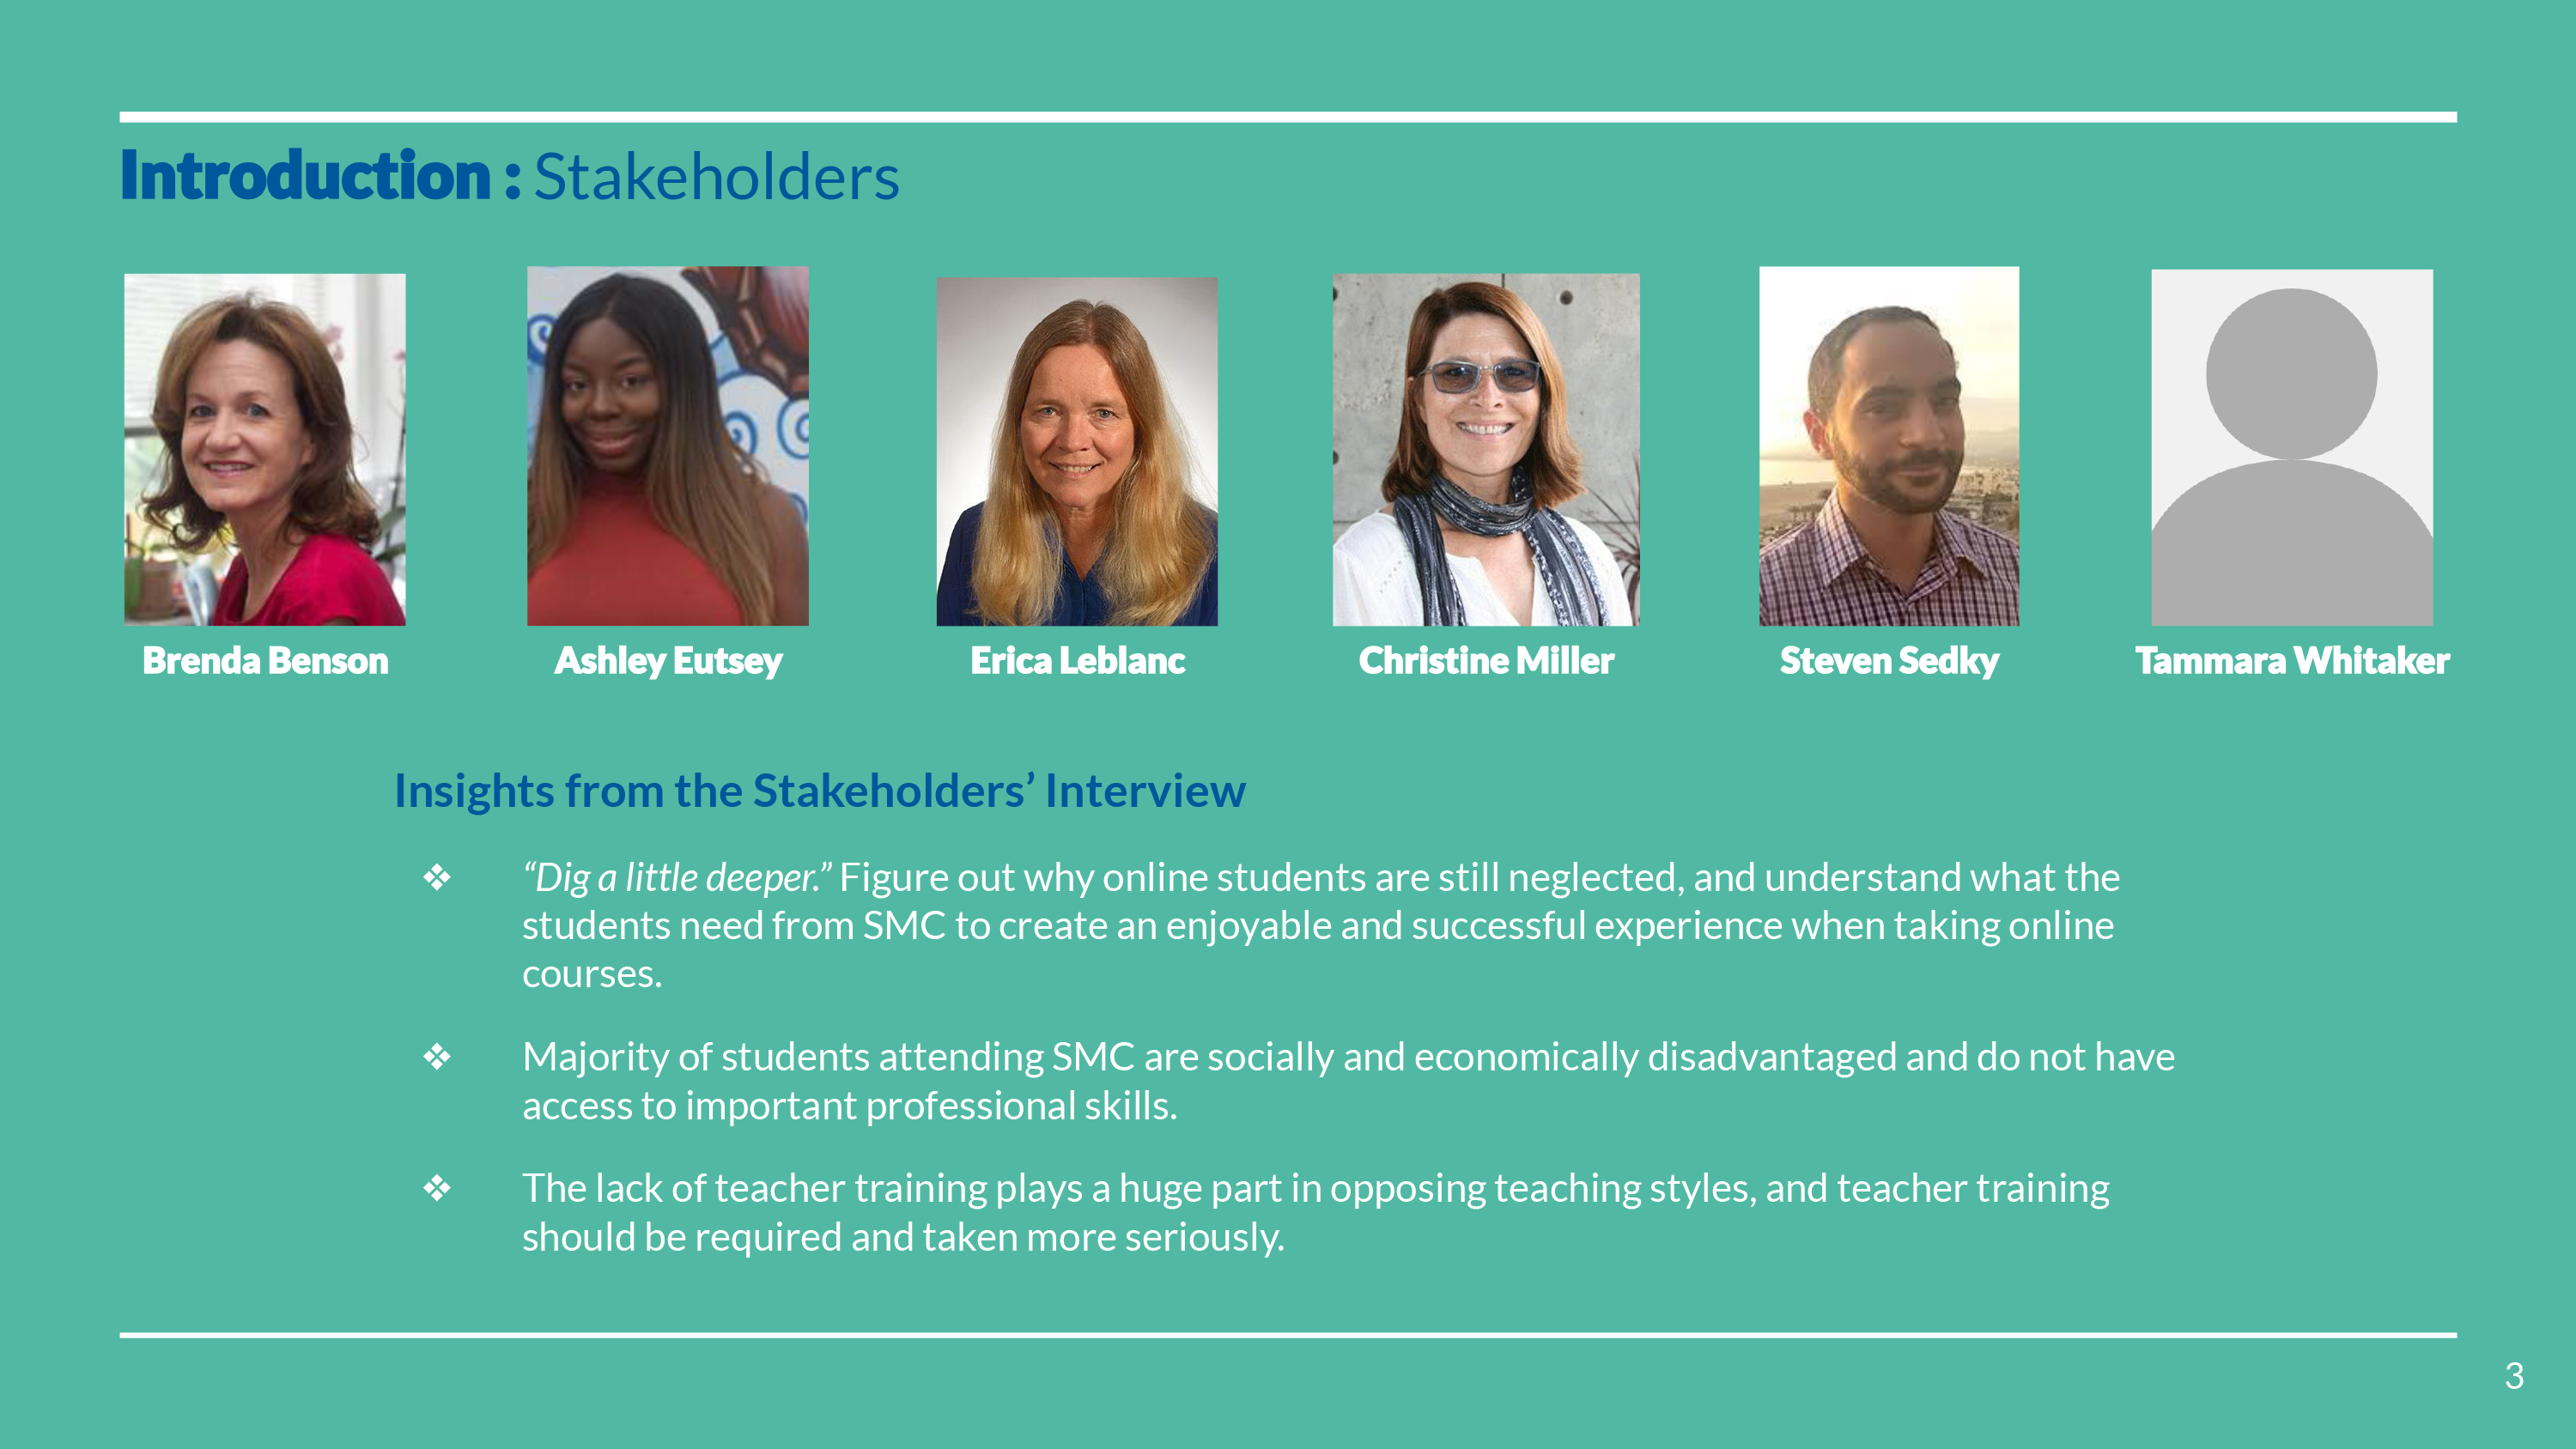 Introduction : Stakeholders
Brenda Benson
Ashley Eutsey
Erica Leblanc
Christine Miller
Steven Sedky
Tammara Whitaker
Insights from the Stakeholders’ Interview
❖ “Dig a little deeper.” Figure out why online students are still neglected, and understand what the
students need from SMC to create an enjoyable and successful experience when taking online
courses.
❖ Majority of students attending SMC are socially and economically disadvantaged and do not have
access to important professional skills.
❖ The lack of teacher training plays a huge part in opposing teaching styles, and teacher training
should be required and taken more seriously.
3